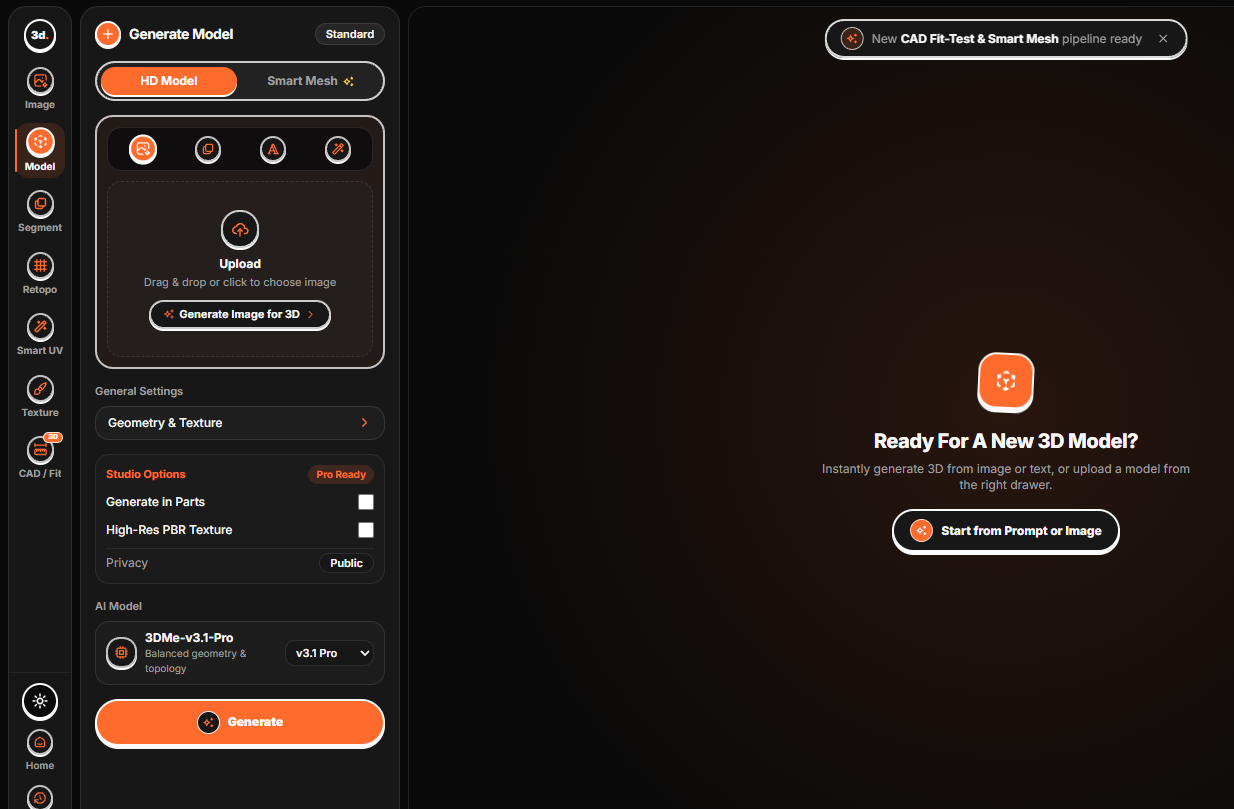 3d.
Image
Model
Segment
Retopo
Smart UV
Texture
3D
CAD / Fit
Home
Generate Model
Standard
HD Model
Smart Mesh
Upload
Drag & drop or click to choose image
Generate Image for 3D
General Settings
Geometry & Texture
Studio Options
Pro Ready
Generate in Parts
High-Res PBR Texture
Privacy
Public
AI Model
3DMe-v3.1-Pro
Balanced geometry &
topology
v3.1 Pro
Generate
New CAD Fit-Test & Smart Mesh pipeline ready
Ready For A New 3D Model?
Instantly generate 3D from image or text, or upload a model from
the right drawer.
Start from Prompt or Image